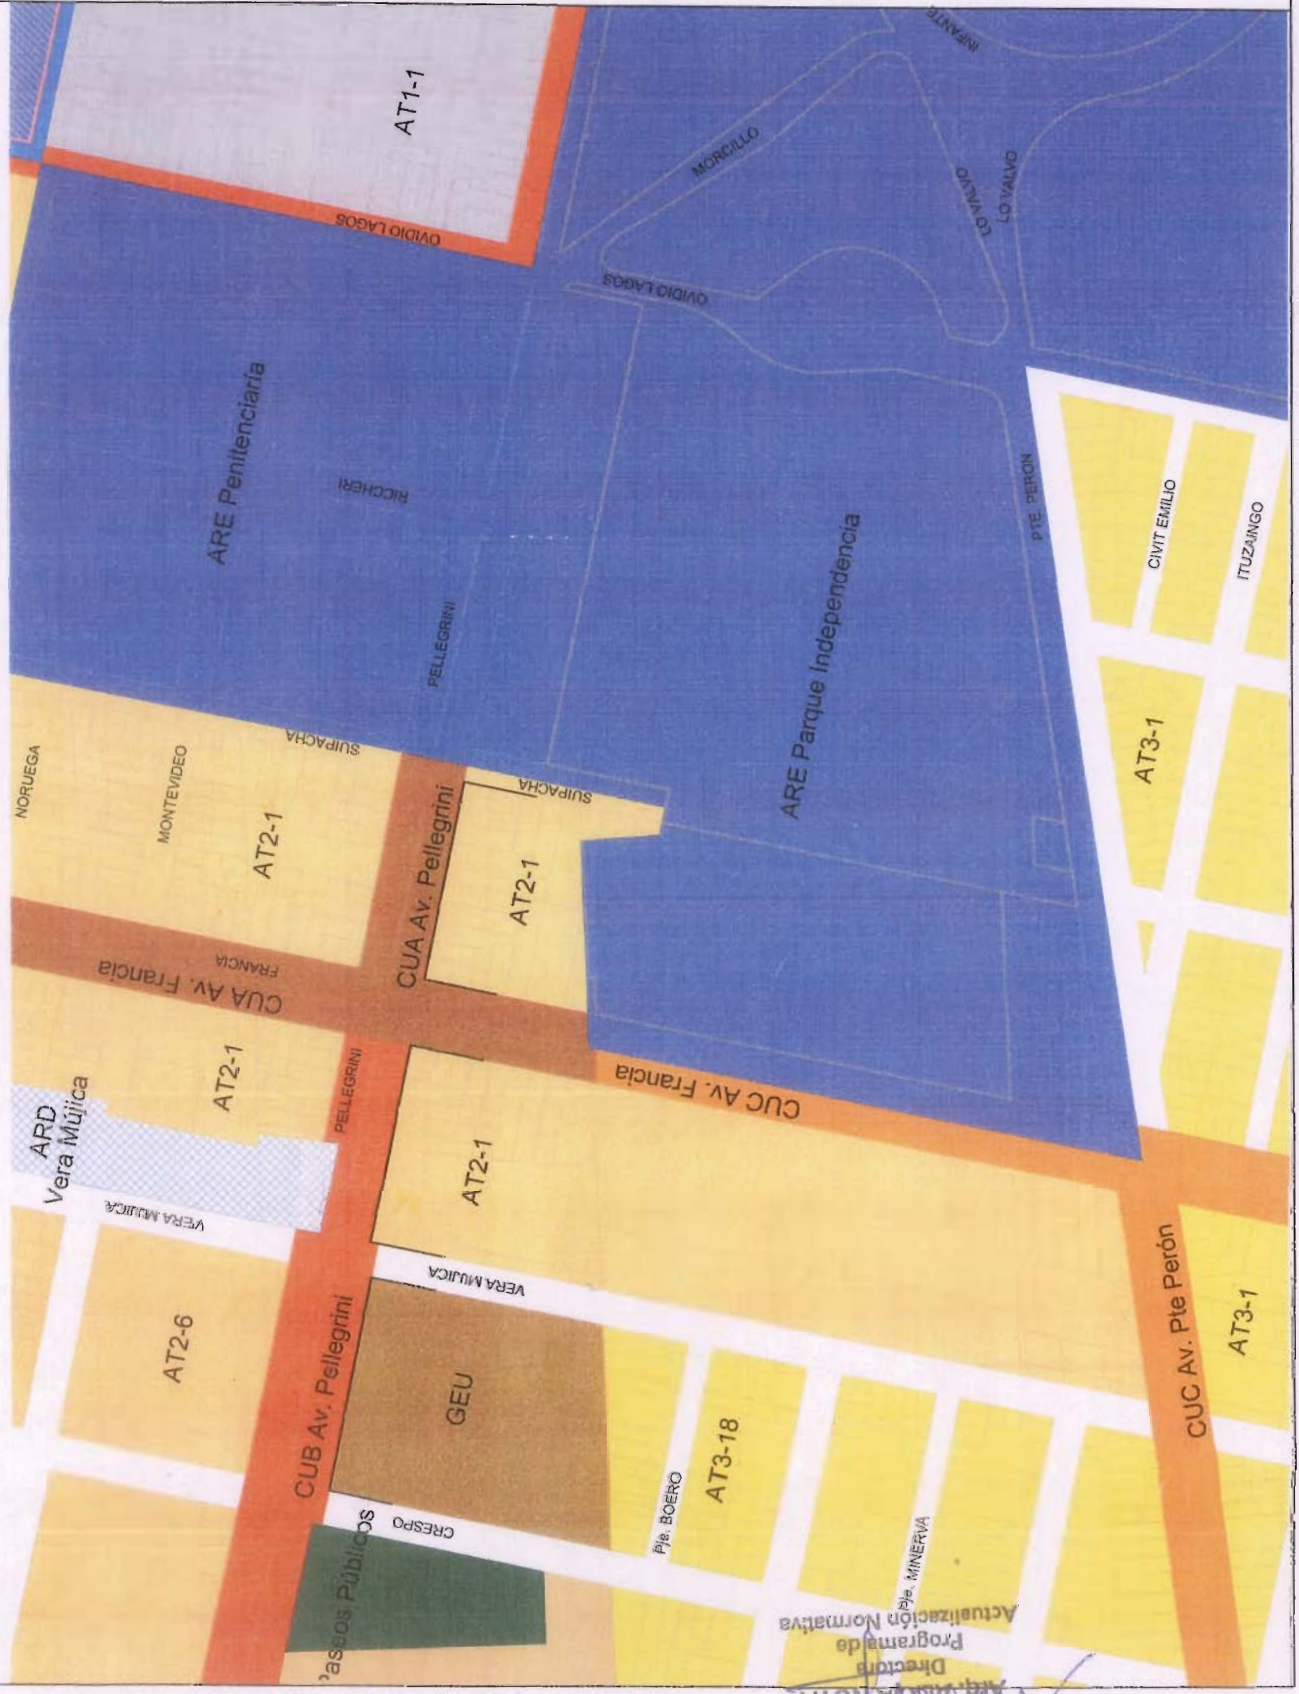 AT1-1
INFANTE
MORCILLO
LO VALVO
LO VALVO
OVIDIO LAGOS
OVIDIO LAGOS
ARE Penitenciaría
RICCHERI
PELLEGRINI
ARE Parque Independencia
PTE. PERON
CIVIT EMILIO
ITUZAINGO
NORUEGA
MONTEVIDEO
SUIPACHA
AT2-1
CUA Av. Pellegrini
SUIPACHA
AT2-1
AT3-1
FRANCIA
CUA Av. Francia
ARD
Vera Mújica
AT2-1
PELLEGRINI
CUC Av. Francia
AT2-1
VERA MUJICA
VERA MUJICA
AT2-6
CUB Av. Pellegrini
GEU
CUC Av. Pte Perón
AT3-1
AT3-18
Pje. BOERO
Pje. MINERVA
CRESPO
aseos Públicos
Directora
Programa de
Actualización Normativa